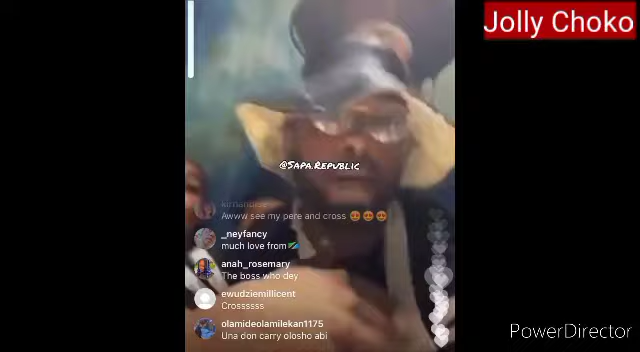 Jolly Choko
@SAPA.REPUBLIC
Awww see my pere and cross
_neyfancy
much love from
anah_rosemary
The boss who dey
ewudziemillicent
Crossssss
olamideolamilekan1175
Una don carry olosho abi
PowerDirector